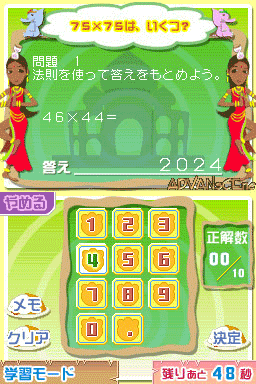 75×75は、いくつ?
問題 1
法則を使って答えをもとめよう。
46×44=
答え 2024
やめる
1 2 3
4 5 6
7 8 9
0 .
正解数
00/10
メモ
クリア
決定
学習モード
残りあと 48 秒